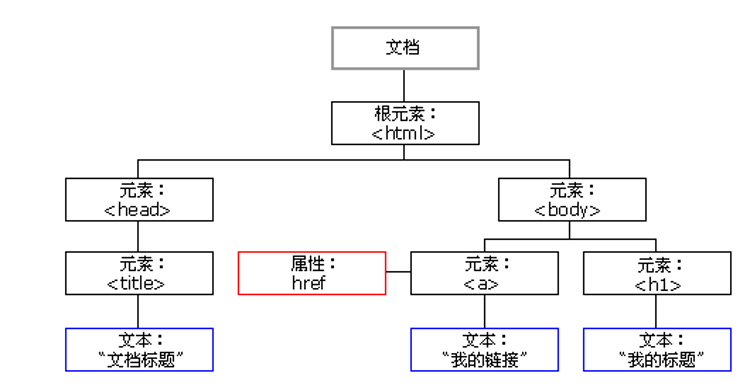 文档
根元素：
<html>
元素：
<head>
元素：
<body>
元素：
<title>
属性：
href
元素：
<a>
元素：
<h1>
文本：
“文档标题”
文本：
“我的链接”
文本：
“我的标题”